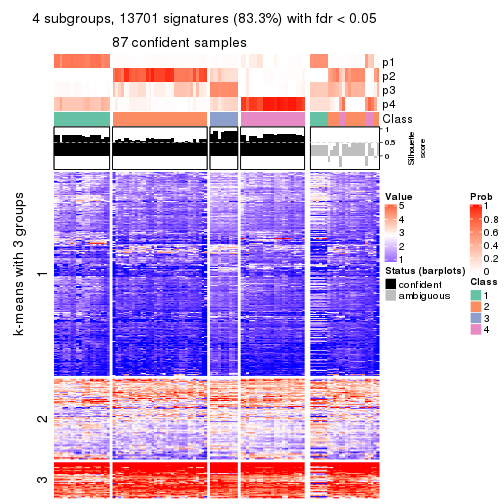 4 subgroups, 13701 signatures (83.3%) with fdr < 0.05
87 confident samples
p1
p2
p3
p4
Class
1
0.5
0
Silhouette
score
k-means with 3 groups
1
2
3
Value
5
4
3
2
1
Status (barplots)
confident
ambiguous
Prob
1
0.8
0.6
0.4
0.2
0
Class
1
2
3
4